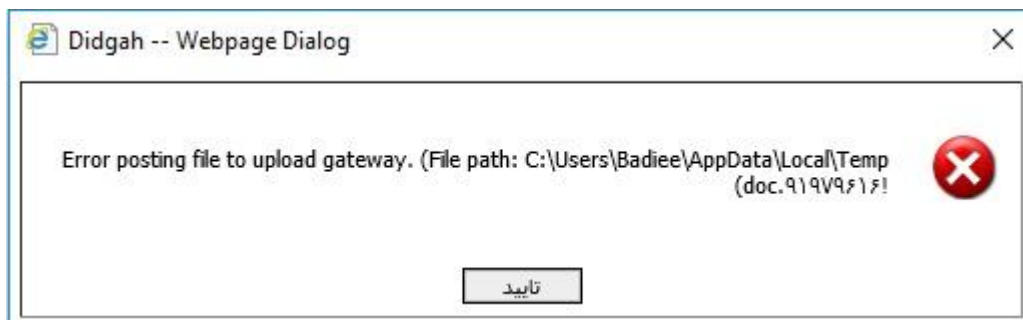 Didgah -- Webpage Dialog
Error posting file to upload gateway. (File path: C:\Users\Badiee\AppData\Local\Temp
(doc.۹۱۹۷۹۶۱۶!
تایید